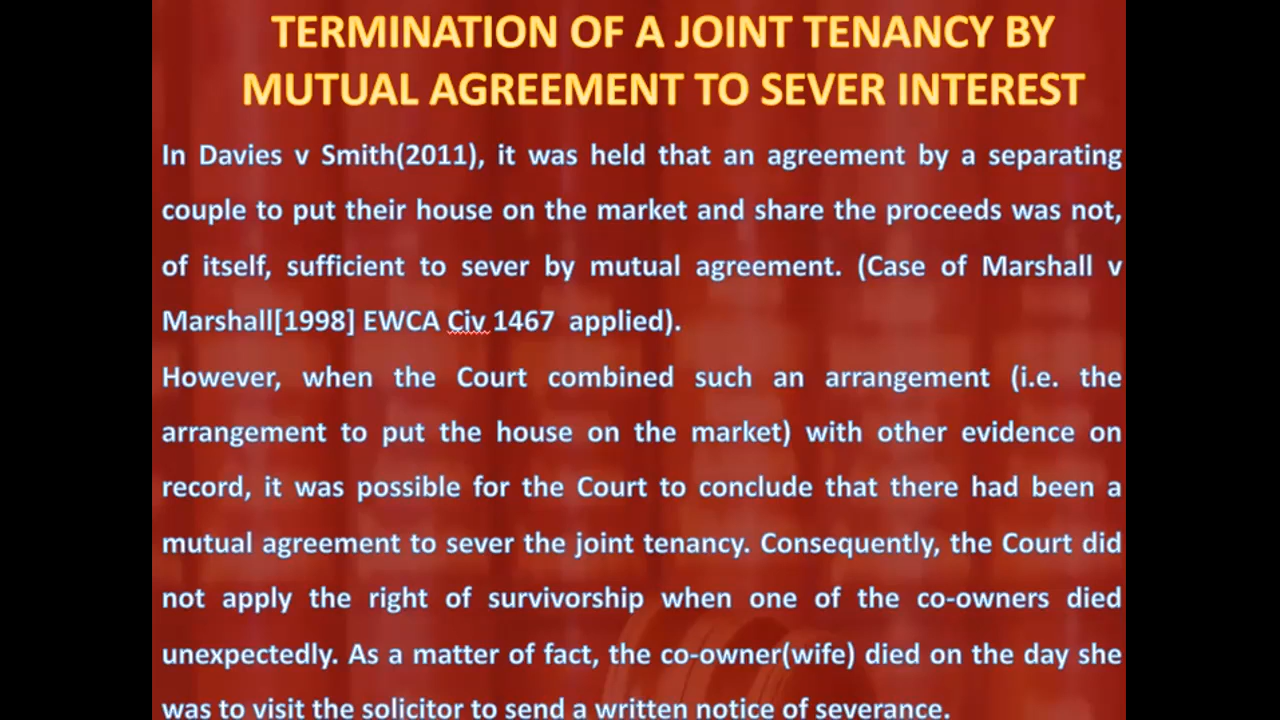 TERMINATION OF A JOINT TENANCY BY
MUTUAL AGREEMENT TO SEVER INTEREST
In Davies v Smith(2011), it was held that an agreement by a separating
couple to put their house on the market and share the proceeds was not,
of itself, sufficient to sever by mutual agreement. (Case of Marshall v
Marshall[1998] EWCA Civ 1467 applied).
However, when the Court combined such an arrangement (i.e. the
arrangement to put the house on the market) with other evidence on
record, it was possible for the Court to conclude that there had been a
mutual agreement to sever the joint tenancy. Consequently, the Court did
not apply the right of survivorship when one of the co-owners died
unexpectedly. As a matter of fact, the co-owner(wife) died on the day she
was to visit the solicitor to send a written notice of severance.